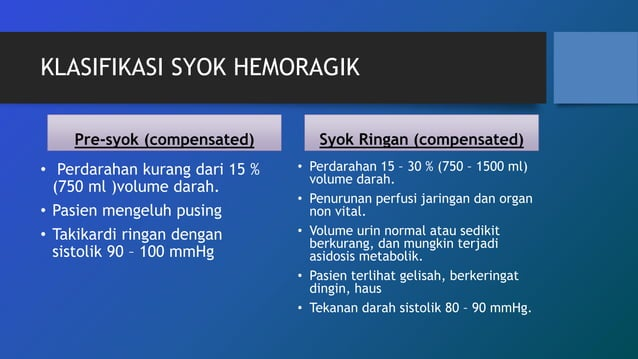 KLASIFIKASI SYOK HEMORAGIK
Pre-syok (compensated)
• Perdarahan kurang dari 15 %
(750 ml )volume darah.
• Pasien mengeluh pusing
• Takikardi ringan dengan
sistolik 90 – 100 mmHg
Syok Ringan (compensated)
• Perdarahan 15 – 30 % (750 – 1500 ml)
volume darah.
• Penurunan perfusi jaringan dan organ
non vital.
• Volume urin normal atau sedikit
berkurang, dan mungkin terjadi
asidosis metabolik.
• Pasien terlihat gelisah, berkeringat
dingin, haus
• Tekanan darah sistolik 80 – 90 mmHg.